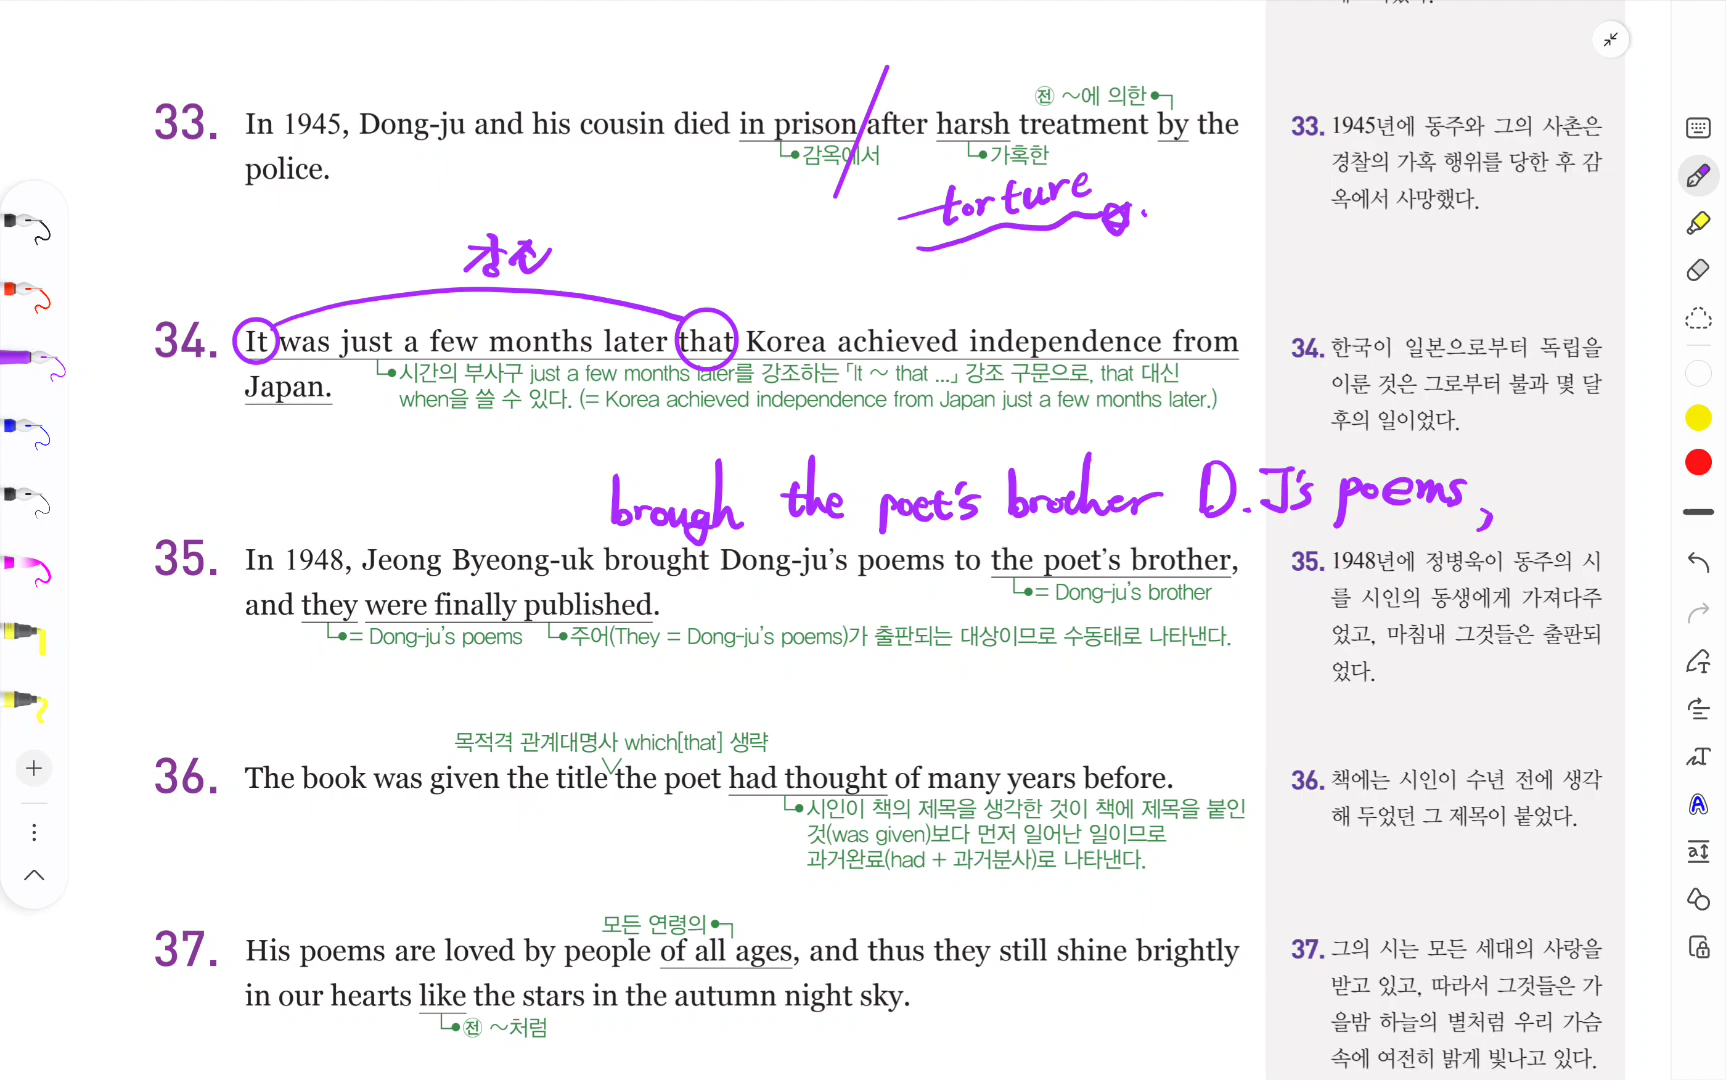 전 ~에 의한
33. In 1945, Dong-ju and his cousin died in prison after harsh treatment by the
감옥에서 가혹한
police.
torture
강조
34. It was just a few months later that Korea achieved independence from
시간의 부사구 just a few months later를 강조하는 「It ~ that ...」 강조 구문으로, that 대신
Japan.
when을 쓸 수 있다. (= Korea achieved independence from Japan just a few months later.)
brough the poet's brother D.J's poems,
35. In 1948, Jeong Byeong-uk brought Dong-ju's poems to the poet's brother,
= Dong-ju's brother
and they were finally published.
= Dong-ju's poems 주어(They = Dong-ju's poems)가 출판되는 대상이므로 수동태로 나타낸다.
목적격 관계대명사 which[that] 생략
36. The book was given the title the poet had thought of many years before.
시인이 책의 제목을 생각한 것이 책에 제목을 붙인
것(was given)보다 먼저 일어난 일이므로
과거완료(had + 과거분사)로 나타낸다.
모든 연령의
37. His poems are loved by people of all ages, and thus they still shine brightly
in our hearts like the stars in the autumn night sky.
전 ~처럼
33. 1945년에 동주와 그의 사촌은
경찰의 가혹 행위를 당한 후 감
옥에서 사망했다.
34. 한국이 일본으로부터 독립을
이룬 것은 그로부터 불과 몇 달
후의 일이었다.
35. 1948년에 정병욱이 동주의 시
를 시인의 동생에게 가져다주
었고, 마침내 그것들은 출판되
었다.
36. 책에는 시인이 수년 전에 생각
해 두었던 그 제목이 붙었다.
37. 그의 시는 모든 세대의 사랑을
받고 있고, 따라서 그것들은 가
을밤 하늘의 별처럼 우리 가슴
속에 여전히 밝게 빛나고 있다.